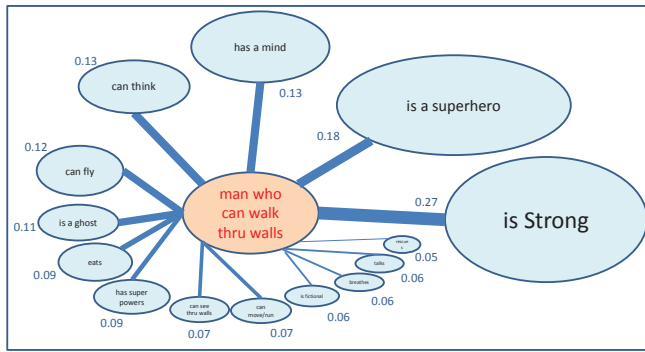 has a mind
0.13
0.13
can think
is a superhero
0.18
0.12
can fly
man who
can walk
thru walls
0.27
is Strong
0.11
is a ghost
eats
0.09
has super
powers
0.09
can see
thru walls
0.07
can
move/run
0.07
is fictional
0.06
breathes
0.06
talks
0.06
rescue
s
0.05